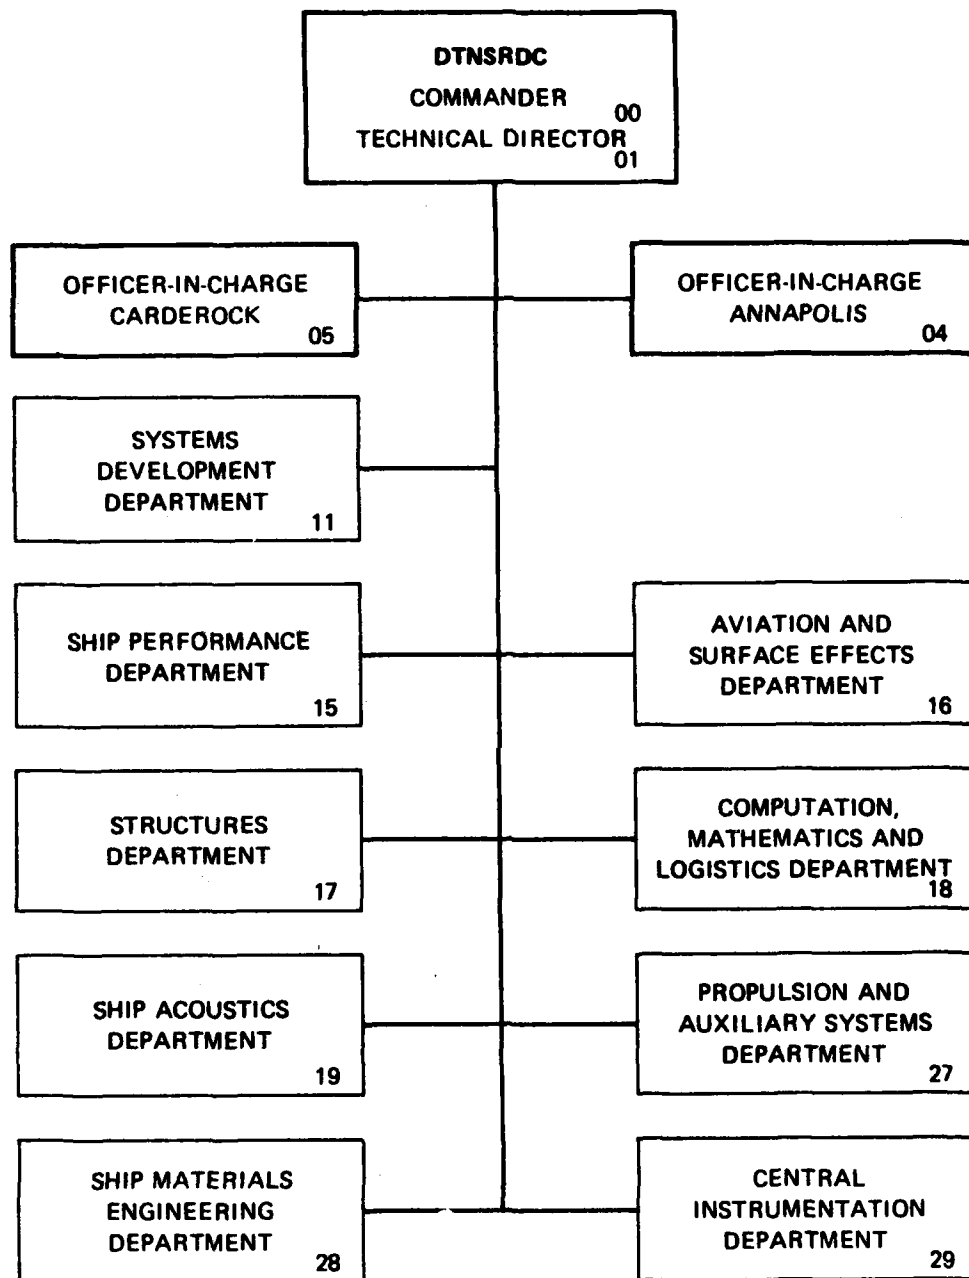 DTNSRDC
COMMANDER
00
TECHNICAL DIRECTOR
01
OFFICER-IN-CHARGE
CARDEROCK
05
OFFICER-IN-CHARGE
ANNAPOLIS
04
SYSTEMS
DEVELOPMENT
DEPARTMENT
11
SHIP PERFORMANCE
DEPARTMENT
15
AVIATION AND
SURFACE EFFECTS
DEPARTMENT
16
STRUCTURES
DEPARTMENT
17
COMPUTATION,
MATHEMATICS AND
LOGISTICS DEPARTMENT
18
SHIP ACOUSTICS
DEPARTMENT
19
PROPULSION AND
AUXILIARY SYSTEMS
DEPARTMENT
27
SHIP MATERIALS
ENGINEERING
DEPARTMENT
28
CENTRAL
INSTRUMENTATION
DEPARTMENT
29